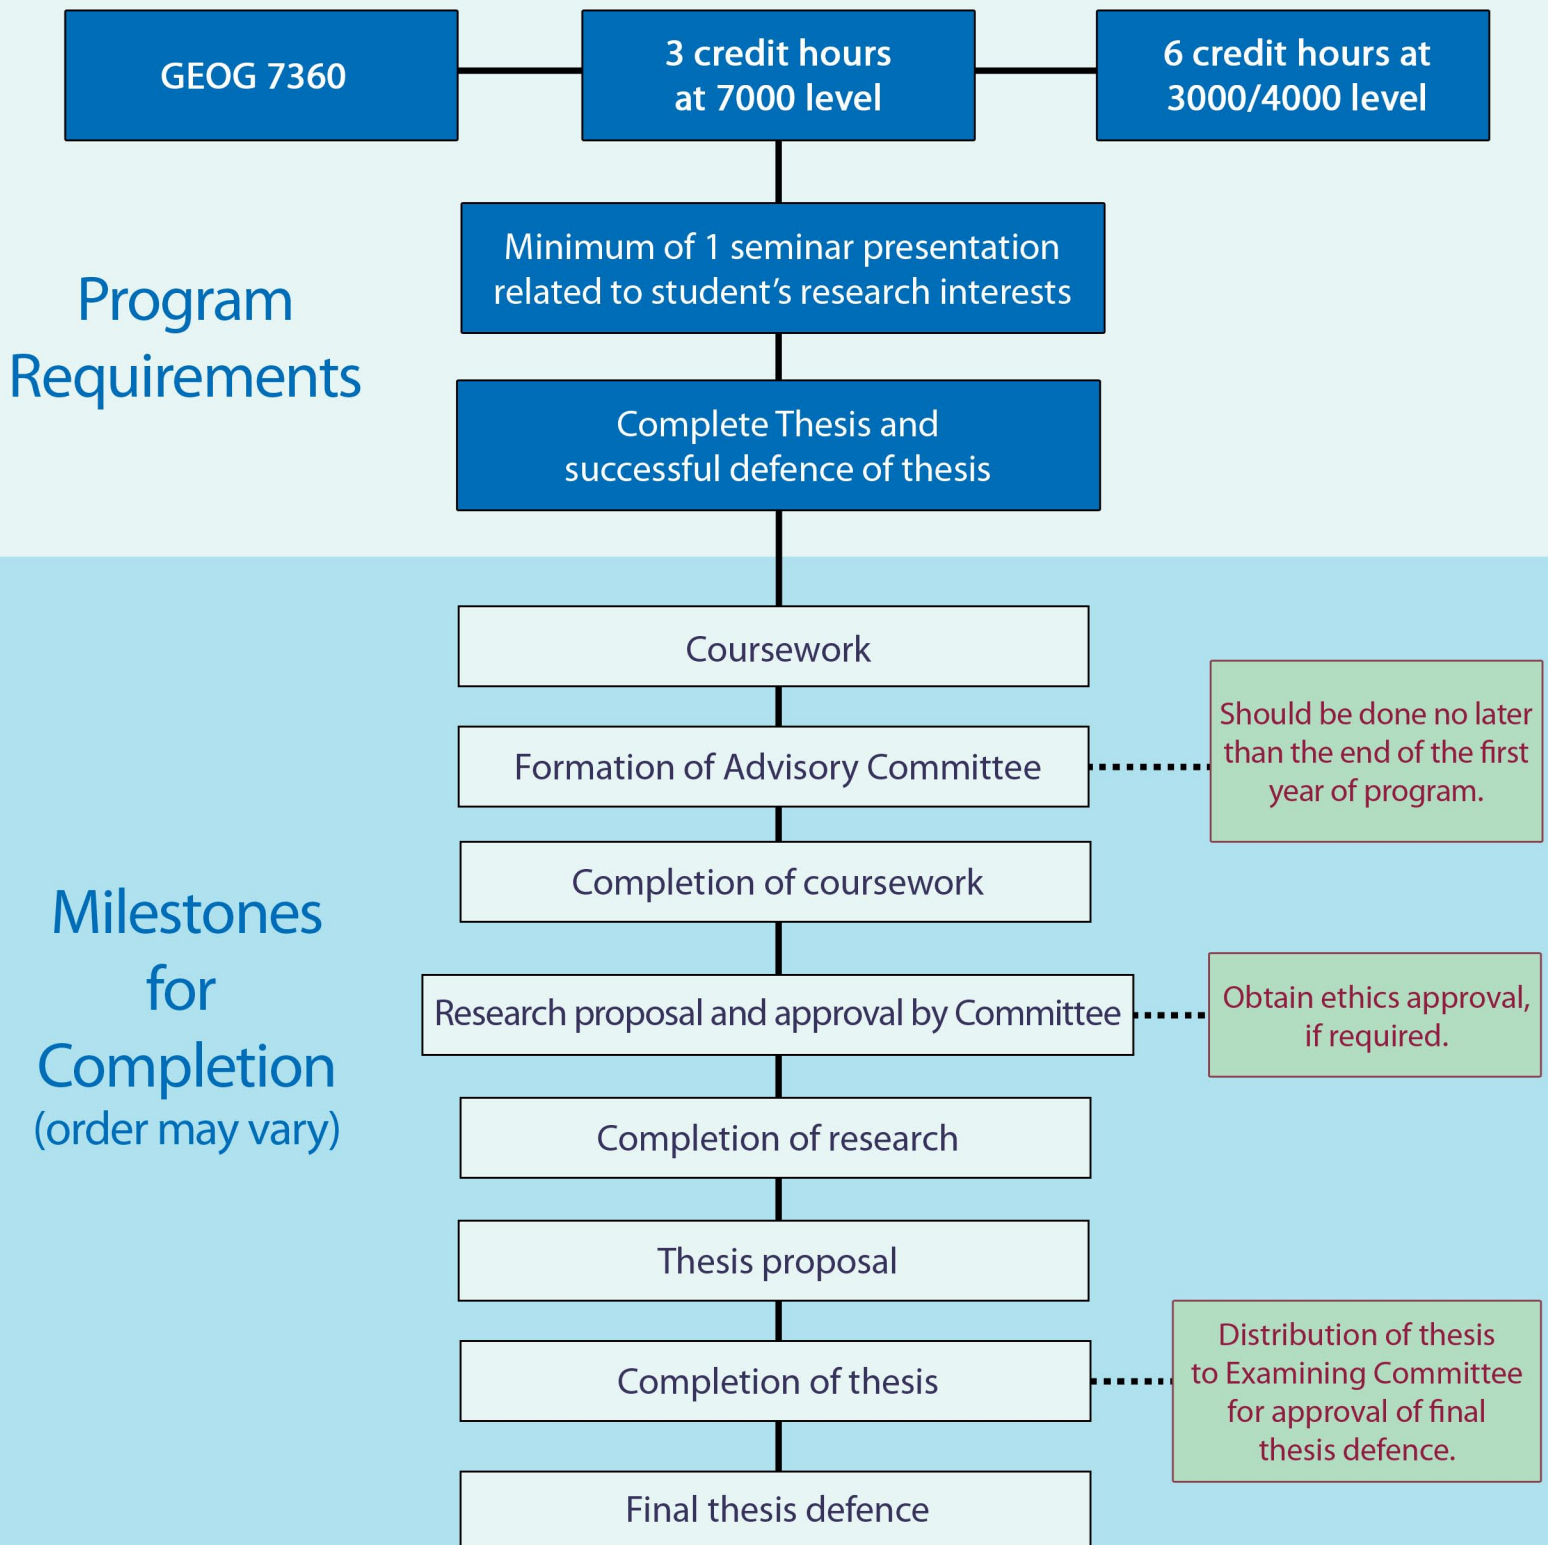 GEOG 7360
3 credit hours
at 7000 level
6 credit hours at
3000/4000 level
Program
Requirements
Minimum of 1 seminar presentation
related to student’s research interests
Complete Thesis and
successful defence of thesis
Milestones
for
Completion
(order may vary)
Coursework
Formation of Advisory Committee
Should be done no later
than the end of the first
year of program.
Completion of coursework
Research proposal and approval by Committee
Obtain ethics approval,
if required.
Completion of research
Thesis proposal
Completion of thesis
Distribution of thesis
to Examining Committee
for approval of final
thesis defence.
Final thesis defence